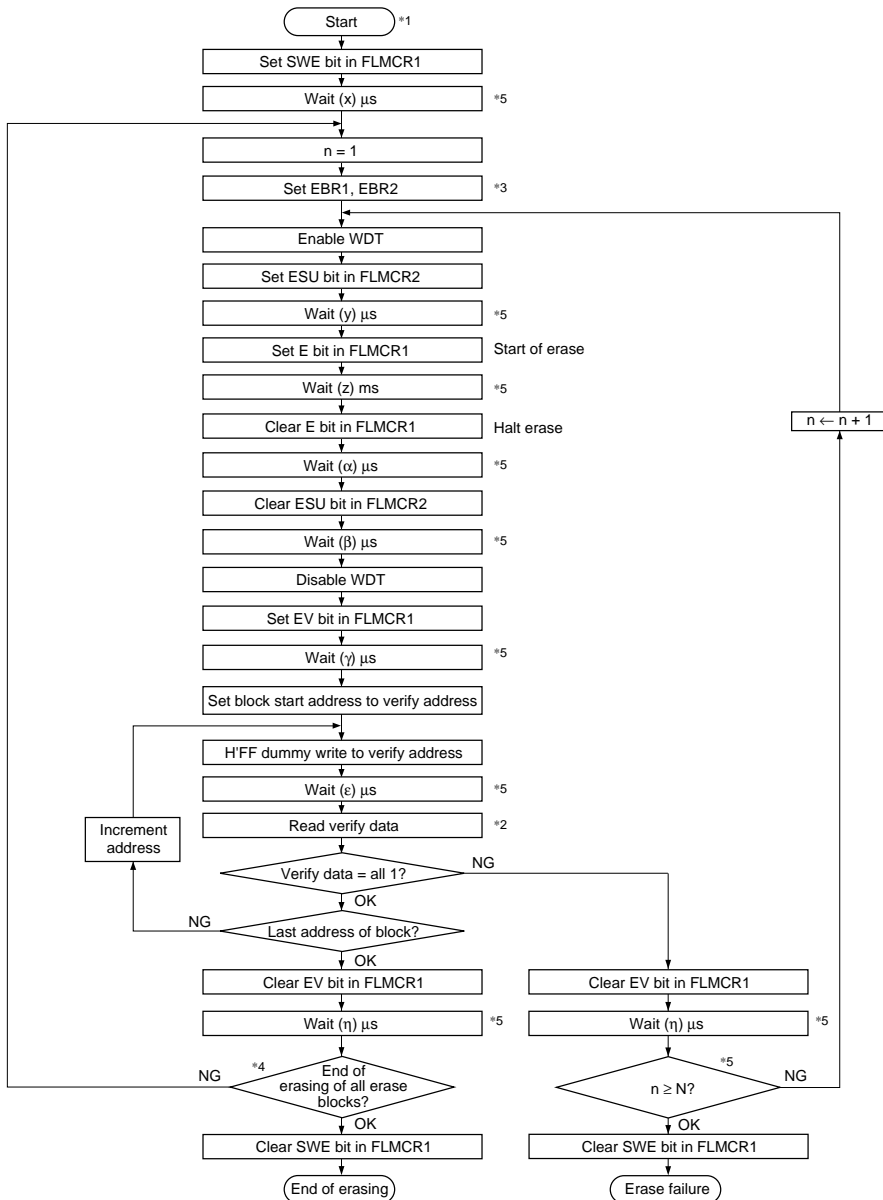 Start *1
Set SWE bit in FLMCR1
Wait (x) μs *5
n = 1
Set EBR1, EBR2 *3
Enable WDT
Set ESU bit in FLMCR2
Wait (y) μs *5
Set E bit in FLMCR1 Start of erase
Wait (z) ms *5
n ← n + 1
Clear E bit in FLMCR1 Halt erase
Wait (α) μs *5
Clear ESU bit in FLMCR2
Wait (β) μs *5
Disable WDT
Set EV bit in FLMCR1
Wait (γ) μs *5
Set block start address to verify address
H'FF dummy write to verify address
Wait (ε) μs *5
Increment
address
Read verify data *2
Verify data = all 1? NG
OK
NG Last address of block?
OK
Clear EV bit in FLMCR1 Clear EV bit in FLMCR1
Wait (η) μs *5 Wait (η) μs *5
*4 *5
NG End of
erasing of all erase
blocks?
n ≥ N? NG
OK OK
Clear SWE bit in FLMCR1 Clear SWE bit in FLMCR1
End of erasing Erase failure